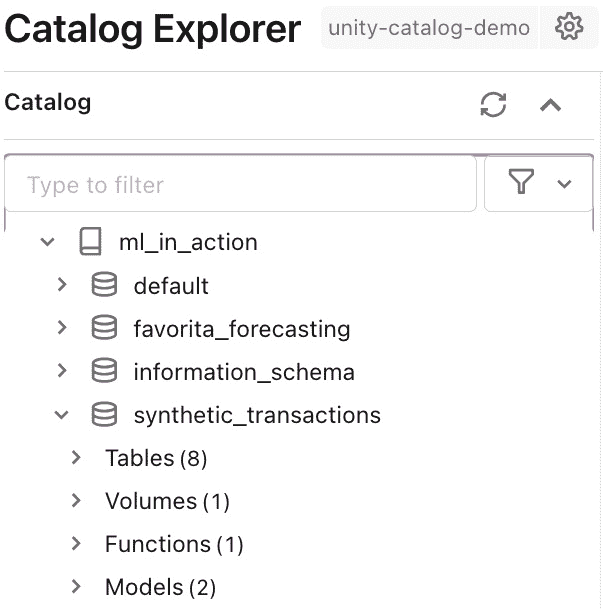 Catalog Explorer unity-catalog-demo
Catalog
Type to filter
ml_in_action
default
favorita_forecasting
information_schema
synthetic_transactions
Tables (8)
Volumes (1)
Functions (1)
Models (2)